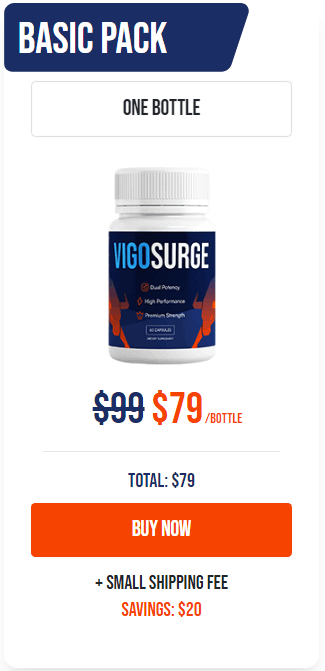 BASIC PACK
ONE BOTTLE
VIGOSURGE
Dual Potency
High Performance
Premium Strength
60 CAPSULES
DIETARY SUPPLEMENT
$99 $79 /BOTTLE
TOTAL: $79
BUY NOW
+ SMALL SHIPPING FEE
SAVINGS: $20